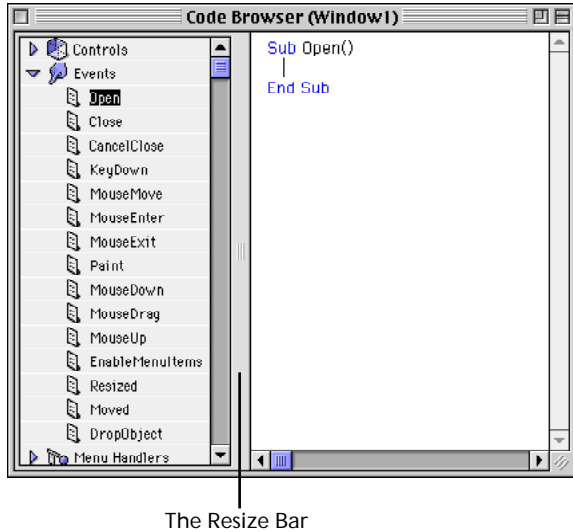 Code Browser (Window1)
Controls
Events
Open
Close
CancelClose
KeyDown
MouseMove
MouseEnter
MouseExit
Paint
MouseDown
MouseDrag
MouseUp
EnableMenuItems
Resized
Moved
DropObject
Menu Handlers
Sub Open()
End Sub
The Resize Bar